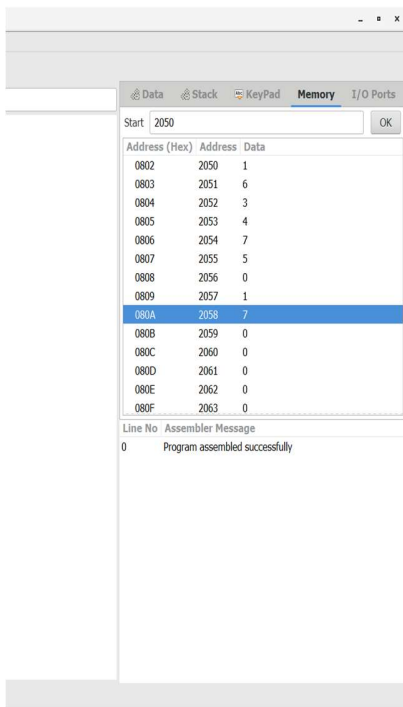 Data Stack KeyPad Memory I/O Ports
Start 2050 OK
Address (Hex) Address Data
0802 2050 1
0803 2051 6
0804 2052 3
0805 2053 4
0806 2054 7
0807 2055 5
0808 2056 0
0809 2057 1
080A 2058 7
080B 2059 0
080C 2060 0
080D 2061 0
080E 2062 0
080F 2063 0
Line No Assembler Message
0 Program assembled successfully